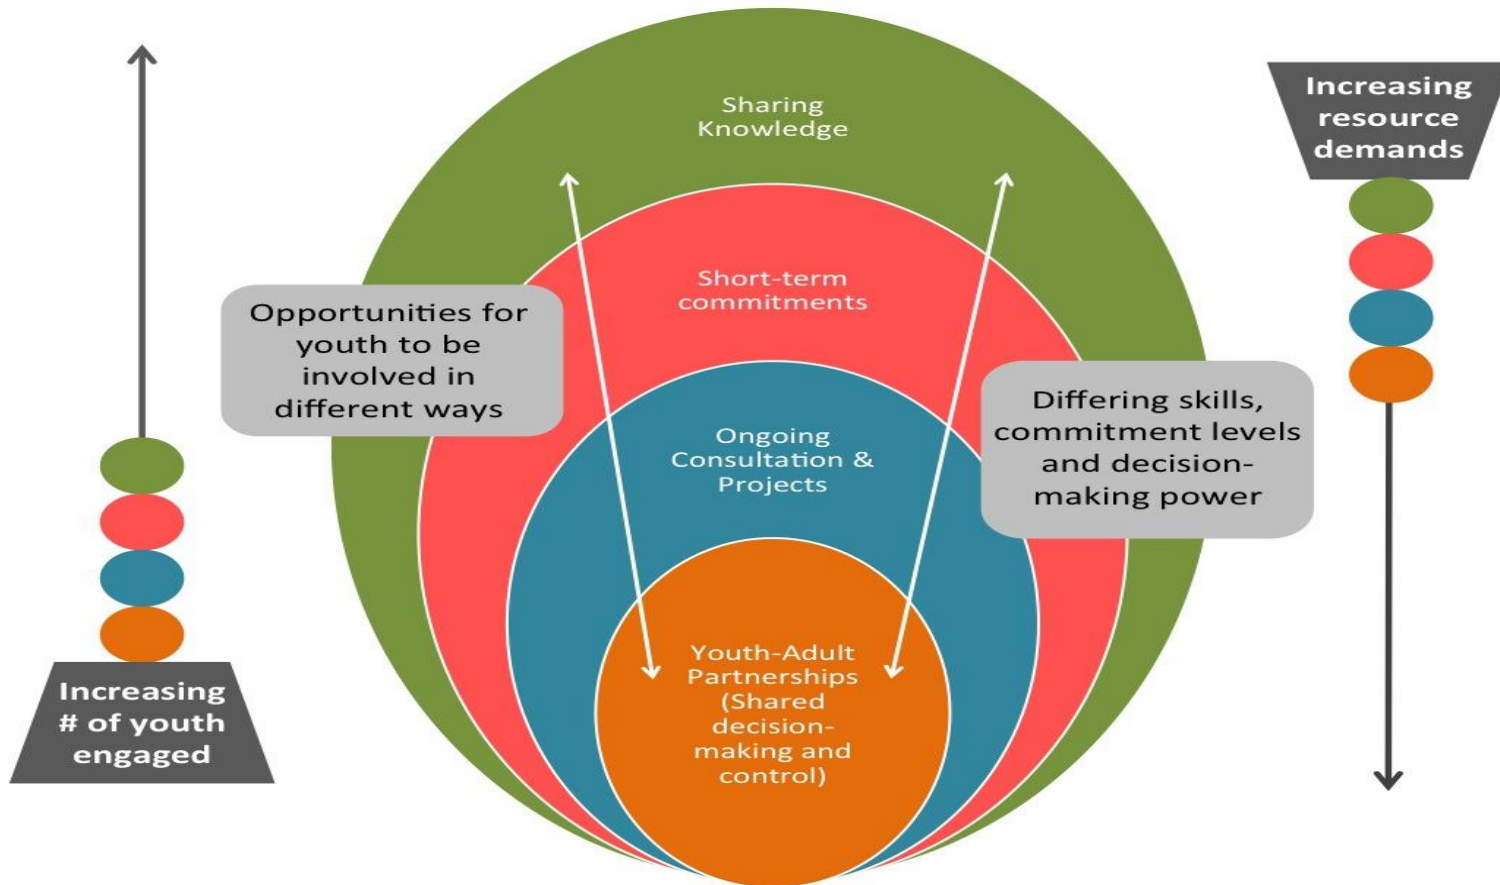 Sharing
Knowledge
Increasing
resource
demands
Short-term
commitments
Opportunities for
youth to be
involved in
different ways
Differing skills,
commitment levels
and decision-
making power
Ongoing
Consultation &
Projects
Youth-Adult
Partnerships
(Shared
decision-
making and
control)
Increasing
# of youth
engaged